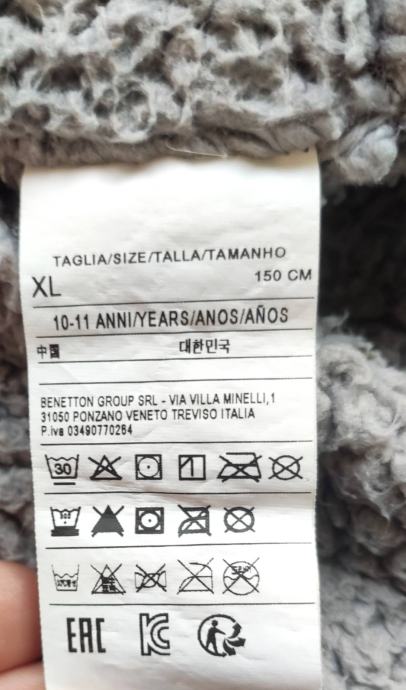 TAGLIA/SIZE/TALLA/TAMANHO
XL 150 CM
10-11 ANNI/YEARS/ANOS/AÑOS
中国 대한민국
BENETTON GROUP SRL - VIA VILLA MINELLI,1
31050 PONZANO VENETO TREVISO ITALIA
P.iva 03490770264
30
EAC KC